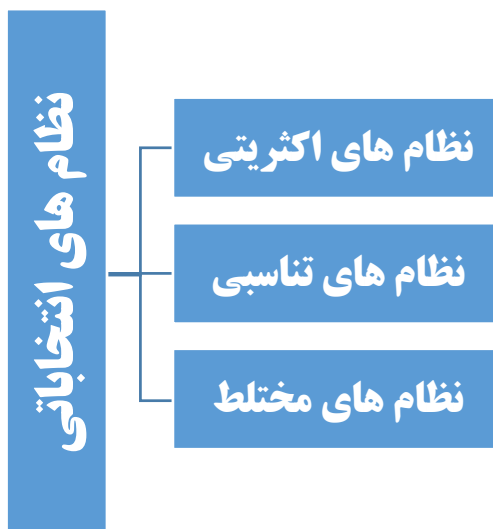 نظام های انتخاباتی
نظام های اکثریتی
نظام های تناسبی
نظام های مختلط